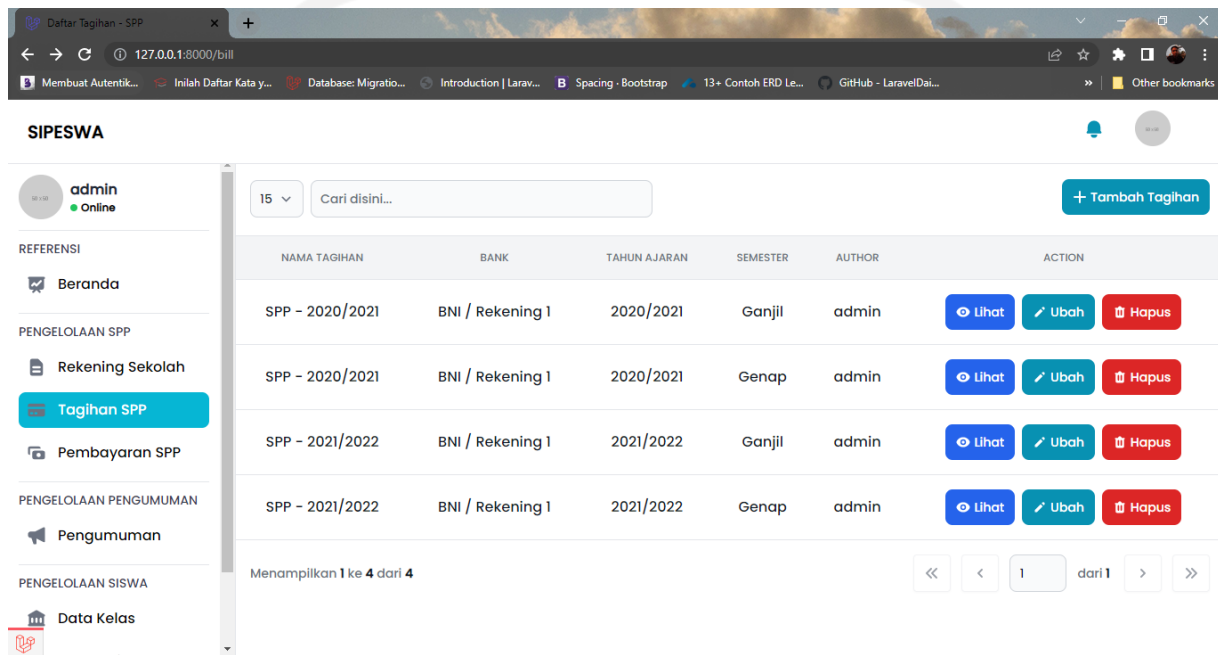 Daftar Tagihan - SPP
127.0.0.1:8000/bill
Membuat Autentik... Inilah Daftar Kata y... Database: Migratio... Introduction | Larav... Spacing · Bootstrap 13+ Contoh ERD Le... GitHub - LaravelDai... » Other bookmarks
SIPESWA
admin
Online
REFERENSI
Beranda
PENGELOLAAN SPP
Rekening Sekolah
Tagihan SPP
Pembayaran SPP
PENGELOLAAN PENGUMUMAN
Pengumuman
PENGELOLAAN SISWA
Data Kelas
15 Cari disini... + Tambah Tagihan
NAMA TAGIHAN BANK TAHUN AJARAN SEMESTER AUTHOR ACTION
SPP - 2020/2021 BNI / Rekening 1 2020/2021 Ganjil admin Lihat Ubah Hapus
SPP - 2020/2021 BNI / Rekening 1 2020/2021 Genap admin Lihat Ubah Hapus
SPP - 2021/2022 BNI / Rekening 1 2021/2022 Ganjil admin Lihat Ubah Hapus
SPP - 2021/2022 BNI / Rekening 1 2021/2022 Genap admin Lihat Ubah Hapus
Menampilkan 1 ke 4 dari 4 1 dari 1